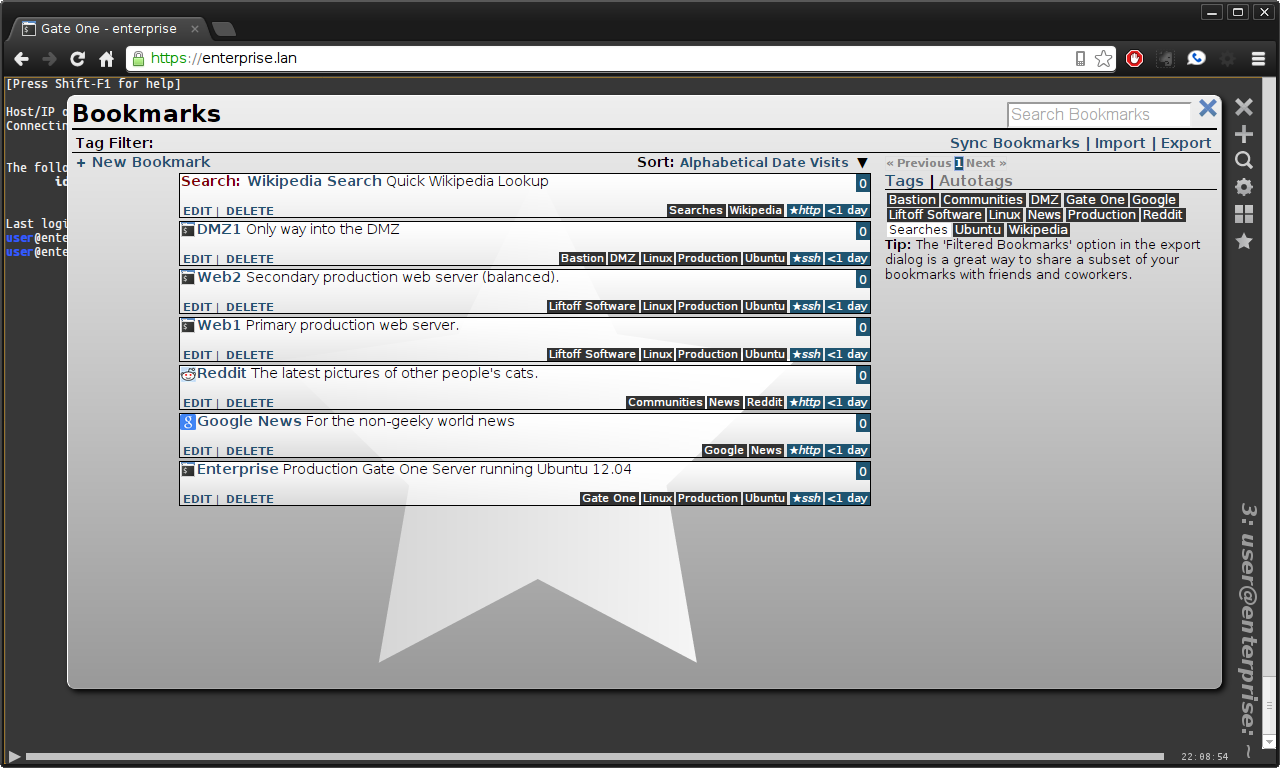 Gate One - enterprise
https://enterprise.lan
[Press Shift-F1 for help]
Host/IP
Connectin
The follo
Last logi
user@ente
user@ente
Bookmarks
Search Bookmarks
Tag Filter:
Sync Bookmarks | Import | Export
+ New Bookmark
Sort: Alphabetical Date Visits ▼
Search: Wikipedia Search Quick Wikipedia Lookup
0
EDIT | DELETE
Searches Wikipedia ★http <1 day
DMZ1 Only way into the DMZ
0
EDIT | DELETE
Bastion DMZ Linux Production Ubuntu ★ssh <1 day
Web2 Secondary production web server (balanced).
0
EDIT | DELETE
Liftoff Software Linux Production Ubuntu ★ssh <1 day
Web1 Primary production web server.
0
EDIT | DELETE
Liftoff Software Linux Production Ubuntu ★ssh <1 day
Reddit The latest pictures of other people's cats.
0
EDIT | DELETE
Communities News Reddit ★http <1 day
Google News For the non-geeky world news
0
EDIT | DELETE
Google News ★http <1 day
Enterprise Production Gate One Server running Ubuntu 12.04
0
EDIT | DELETE
Gate One Linux Production Ubuntu ★ssh <1 day
« Previous 1 Next »
Tags | Autotags
Bastion Communities DMZ Gate One Google
Liftoff Software Linux News Production Reddit
Searches Ubuntu Wikipedia
Tip: The 'Filtered Bookmarks' option in the export
dialog is a great way to share a subset of your
bookmarks with friends and coworkers.
3: user@enterprise: ~
22:08:54